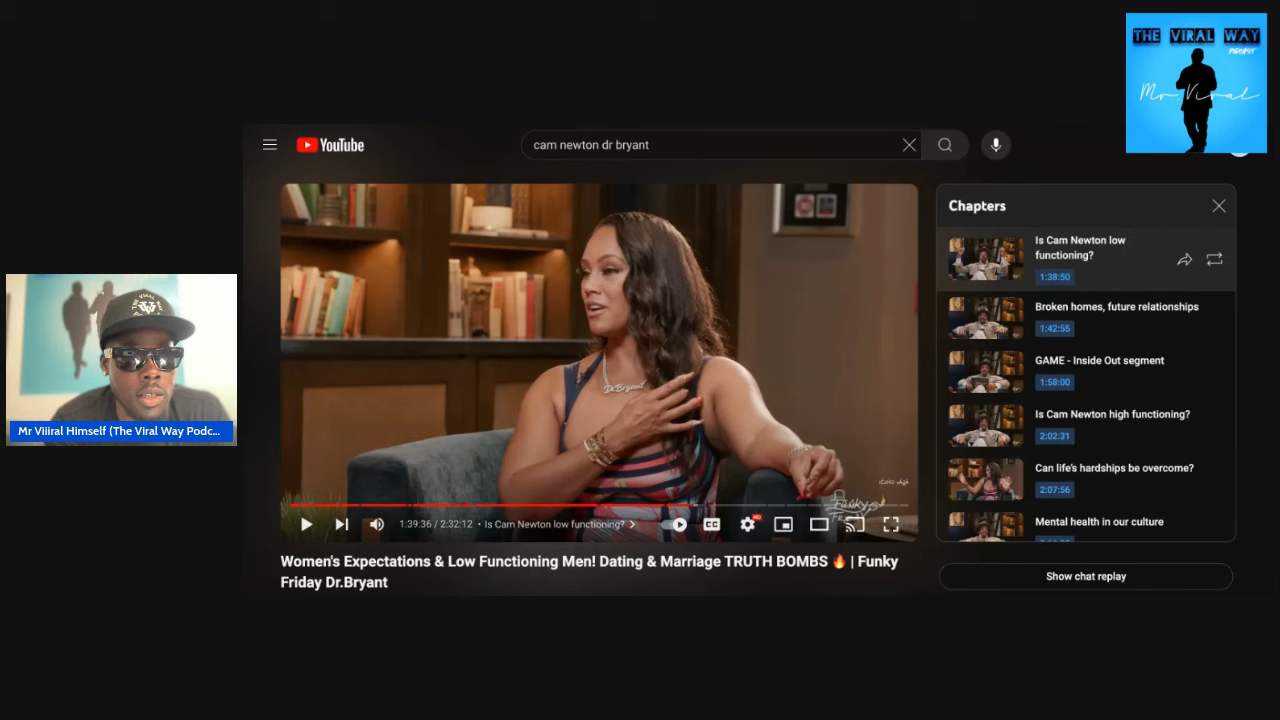 THE VIRAL WAY
PODCAST
Mr. Viral
YouTube
cam newton dr bryant
Chapters
Is Cam Newton low
functioning?
1:38:50
Broken homes, future relationships
1:42:55
GAME - Inside Out segment
1:58:00
Is Cam Newton high functioning?
2:02:31
Can life's hardships be overcome?
2:07:56
Mental health in our culture
Show chat replay
Dr.Bryant
Funky
1:39:36 / 2:32:12 • Is Cam Newton low functioning?
CC
HD
Women's Expectations & Low Functioning Men! Dating & Marriage TRUTH BOMBS 🔥 | Funky
Friday Dr.Bryant
Mr Viiiral Himself (The Viral Way Podc...